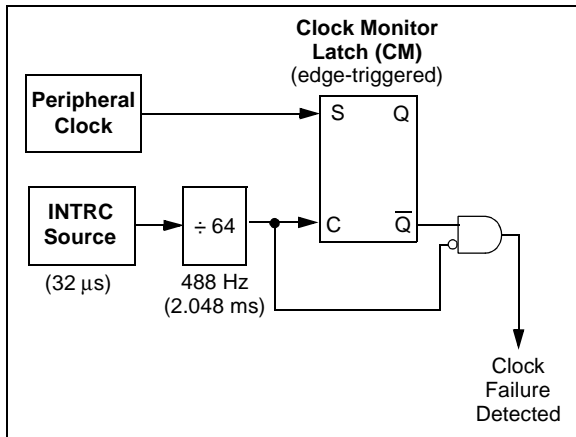 Clock Monitor
Latch (CM)
(edge-triggered)
Peripheral
Clock
S Q
INTRC
Source
÷ 64
C Q̅
(32 μs)
488 Hz
(2.048 ms)
Clock
Failure
Detected